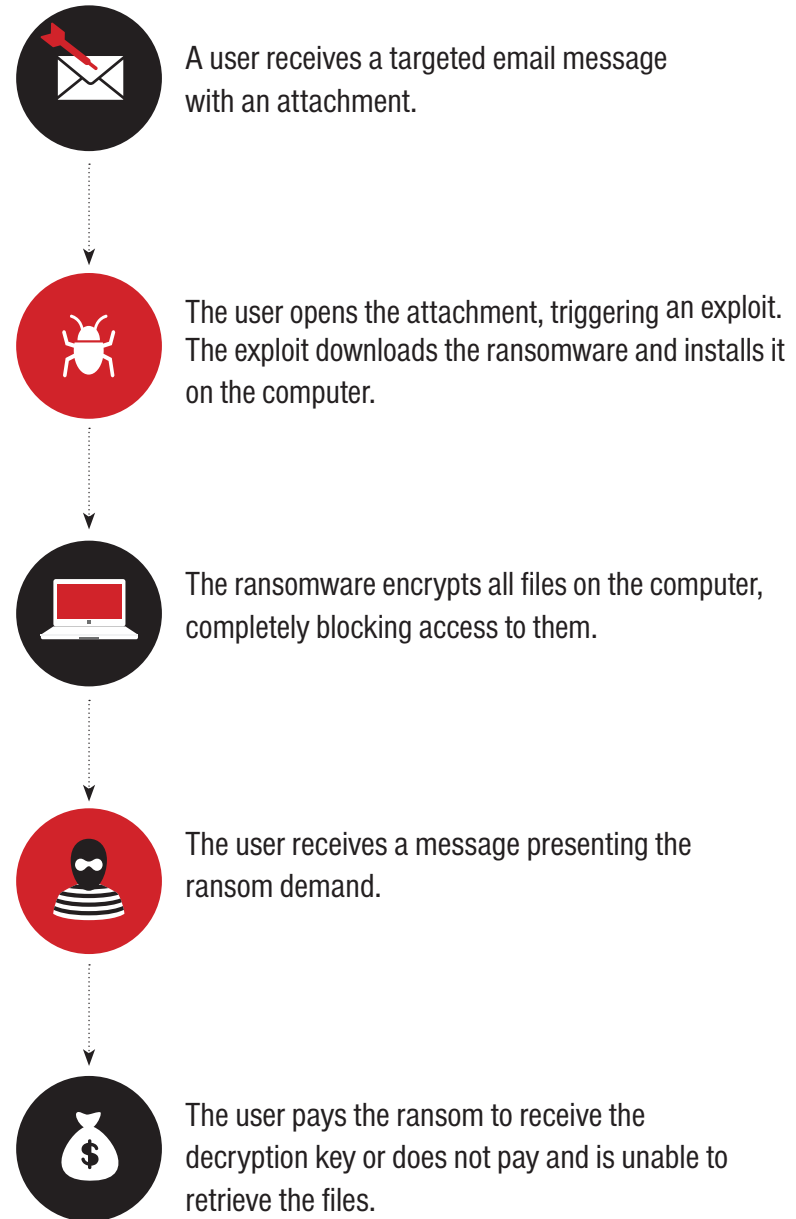 A user receives a targeted email message
with an attachment.
The user opens the attachment, triggering an exploit.
The exploit downloads the ransomware and installs it
on the computer.
The ransomware encrypts all files on the computer,
completely blocking access to them.
The user receives a message presenting the
ransom demand.
$
The user pays the ransom to receive the
decryption key or does not pay and is unable to
retrieve the files.